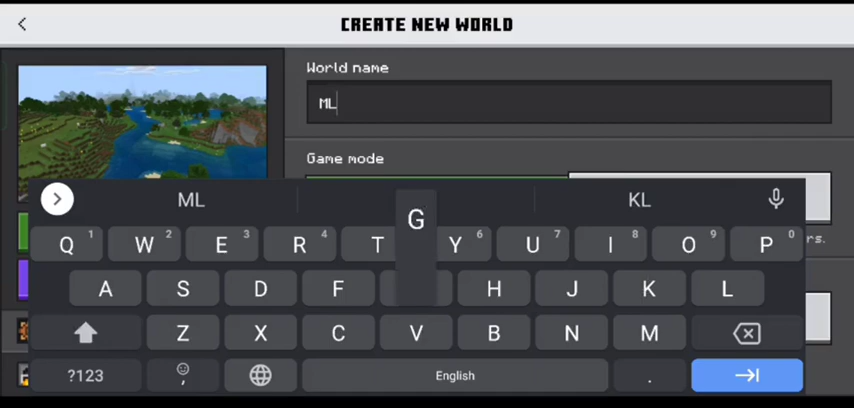 CREATE NEW WORLD
World name
ML
Game mode
rs.
ML KL
G
Q 1 W 2 E 3 R 4 T Y 6 U 7 I 8 O 9 P 0
A S D F H J K L
Z X C V B N M
?123 , English .